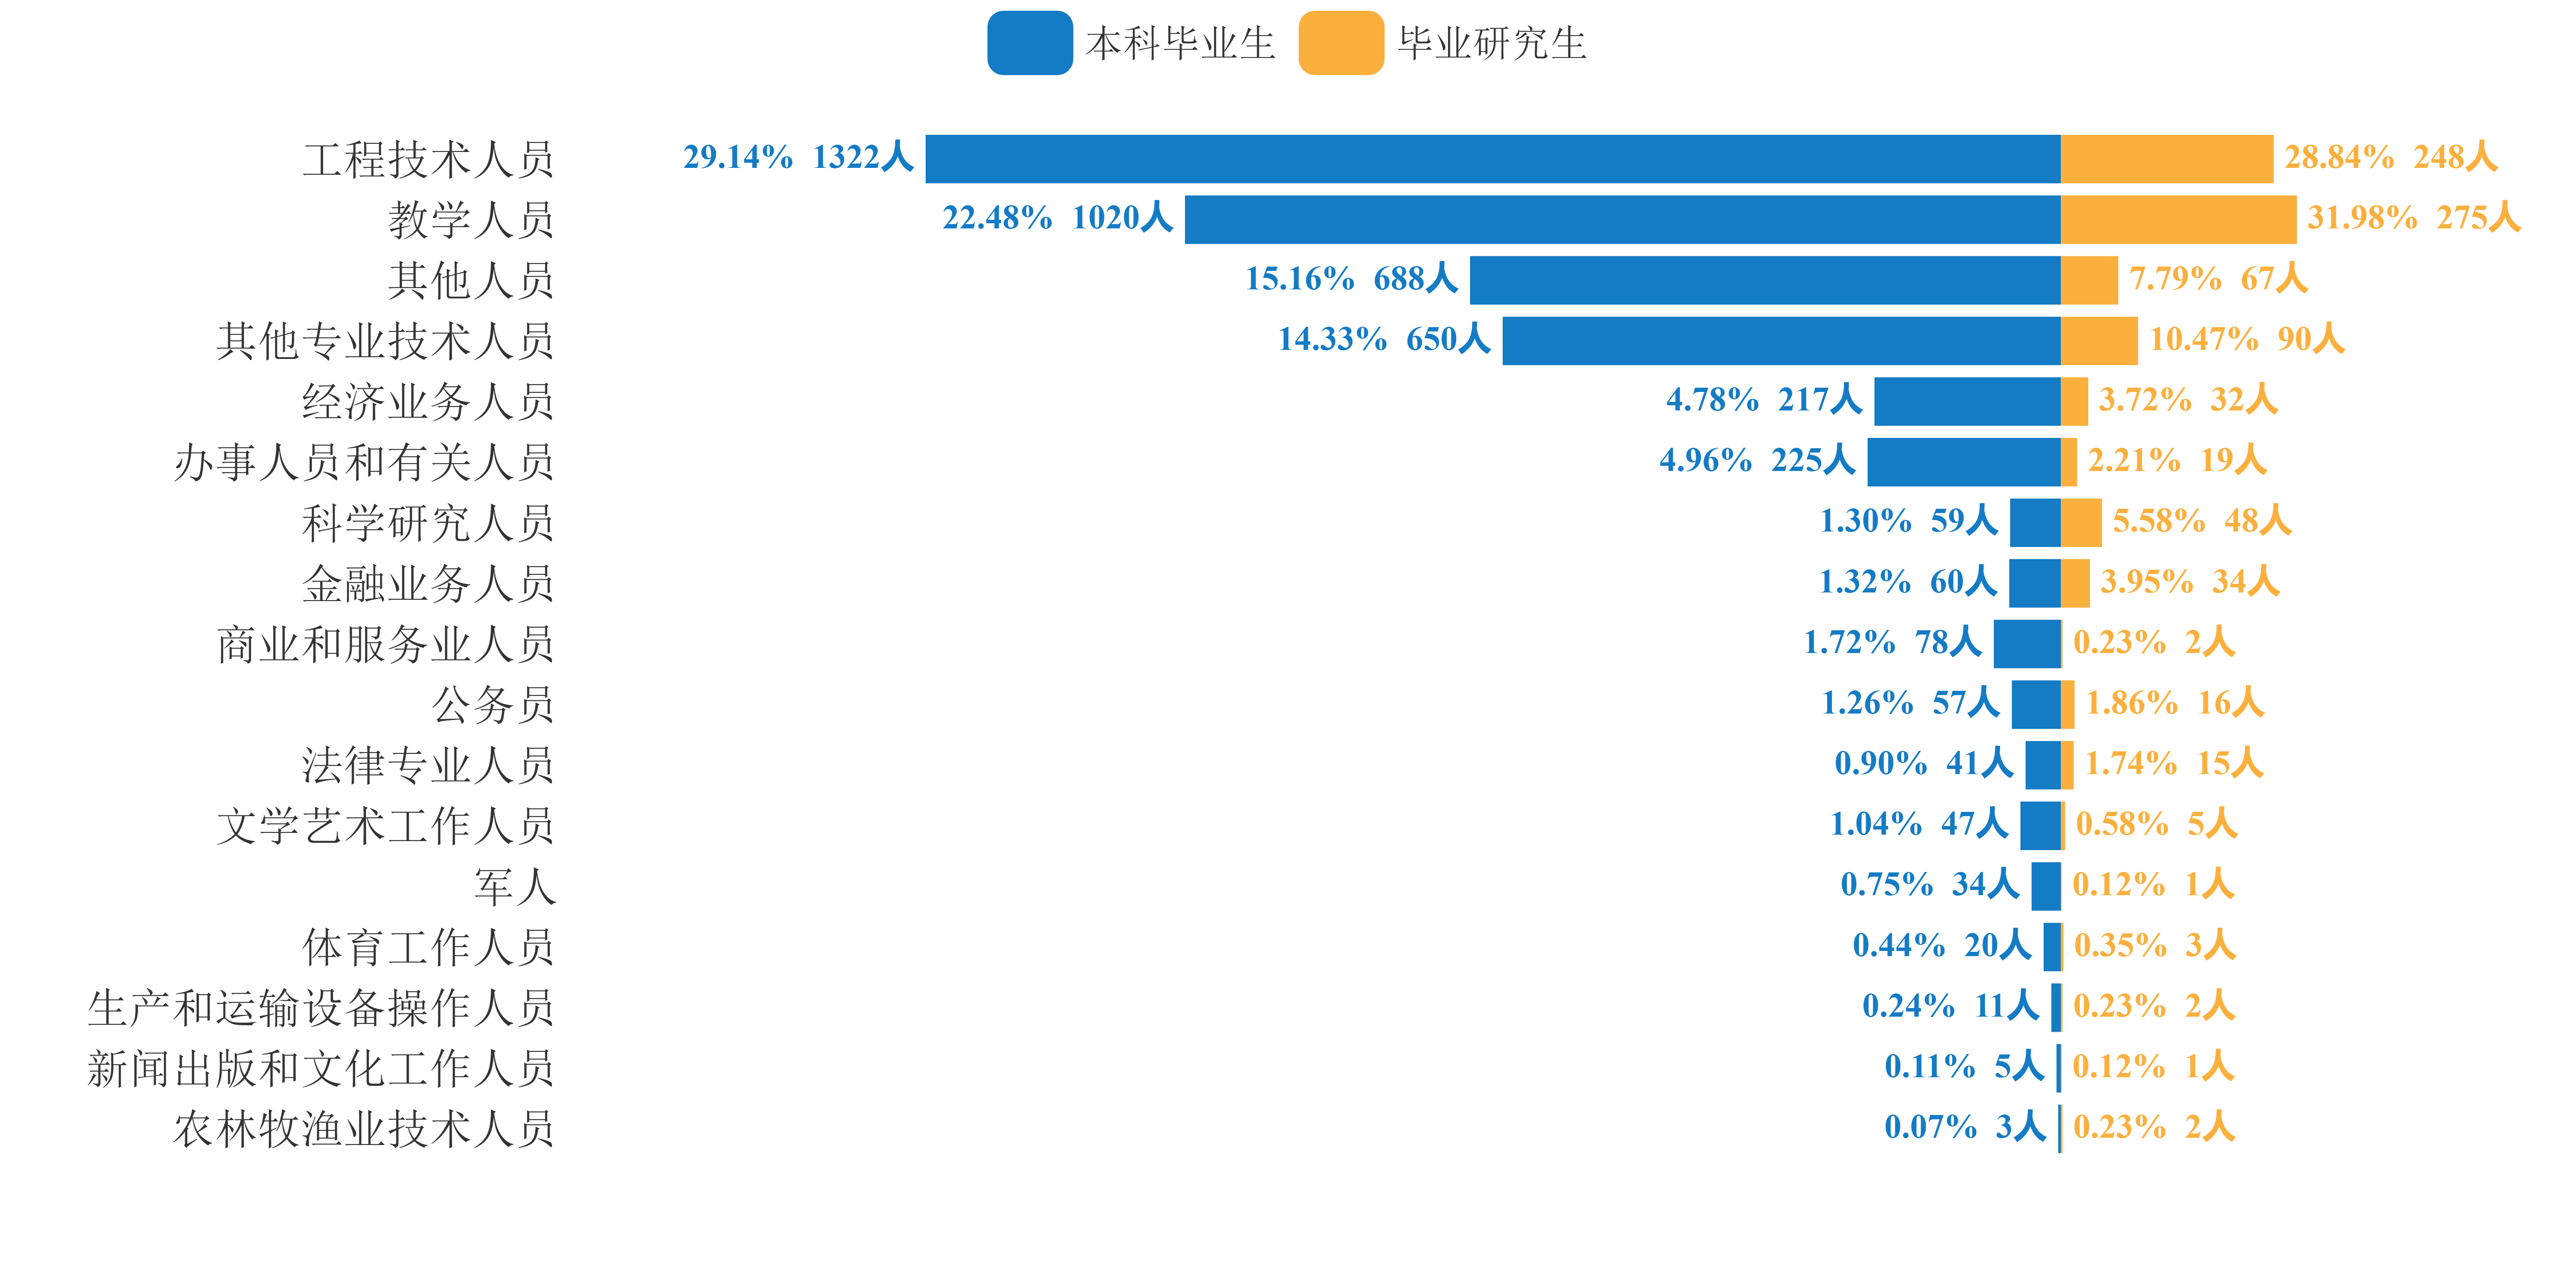 本科毕业生 毕业研究生
工程技术人员 29.14% 1322人 28.84% 248人
教学人员 22.48% 1020人 31.98% 275人
其他人员 15.16% 688人 7.79% 67人
其他专业技术人员 14.33% 650人 10.47% 90人
经济业务人员 4.78% 217人 3.72% 32人
办事人员和有关人员 4.96% 225人 2.21% 19人
科学研究人员 1.30% 59人 5.58% 48人
金融业务人员 1.32% 60人 3.95% 34人
商业和服务业人员 1.72% 78人 0.23% 2人
公务员 1.26% 57人 1.86% 16人
法律专业人员 0.90% 41人 1.74% 15人
文学艺术工作人员 1.04% 47人 0.58% 5人
军人 0.75% 34人 0.12% 1人
体育工作人员 0.44% 20人 0.35% 3人
生产和运输设备操作人员 0.24% 11人 0.23% 2人
新闻出版和文化工作人员 0.11% 5人 0.12% 1人
农林牧渔业技术人员 0.07% 3人 0.23% 2人